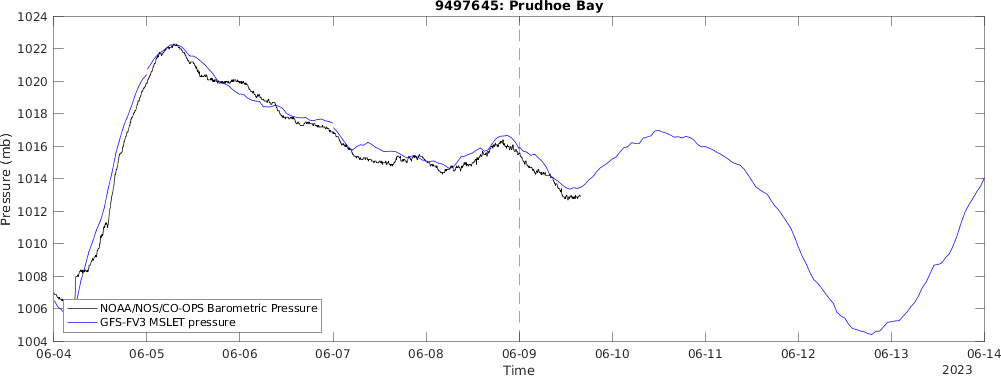 9497645: Prudhoe Bay
1024
1022
1020
1018
1016
1014
1012
1010
1008
1006
1004
Pressure (mb)
NOAA/NOS/CO-OPS Barometric Pressure
GFS-FV3 MSLET pressure
06-04 06-05 06-06 06-07 06-08 06-09 06-10 06-11 06-12 06-13 06-14
Time
2023